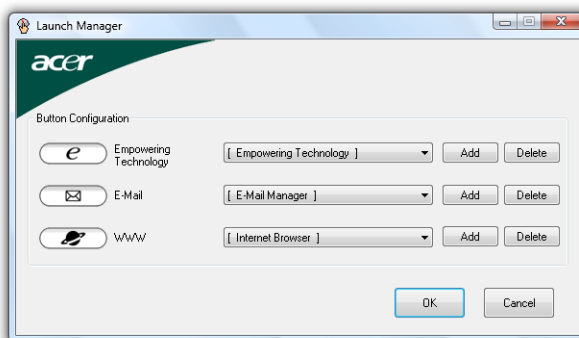 Launch Manager
acer
Button Configuration
e Empowering Technology [ Empowering Technology ] Add Delete
E-Mail [ E-Mail Manager ] Add Delete
WWW [ Internet Browser ] Add Delete
OK Cancel